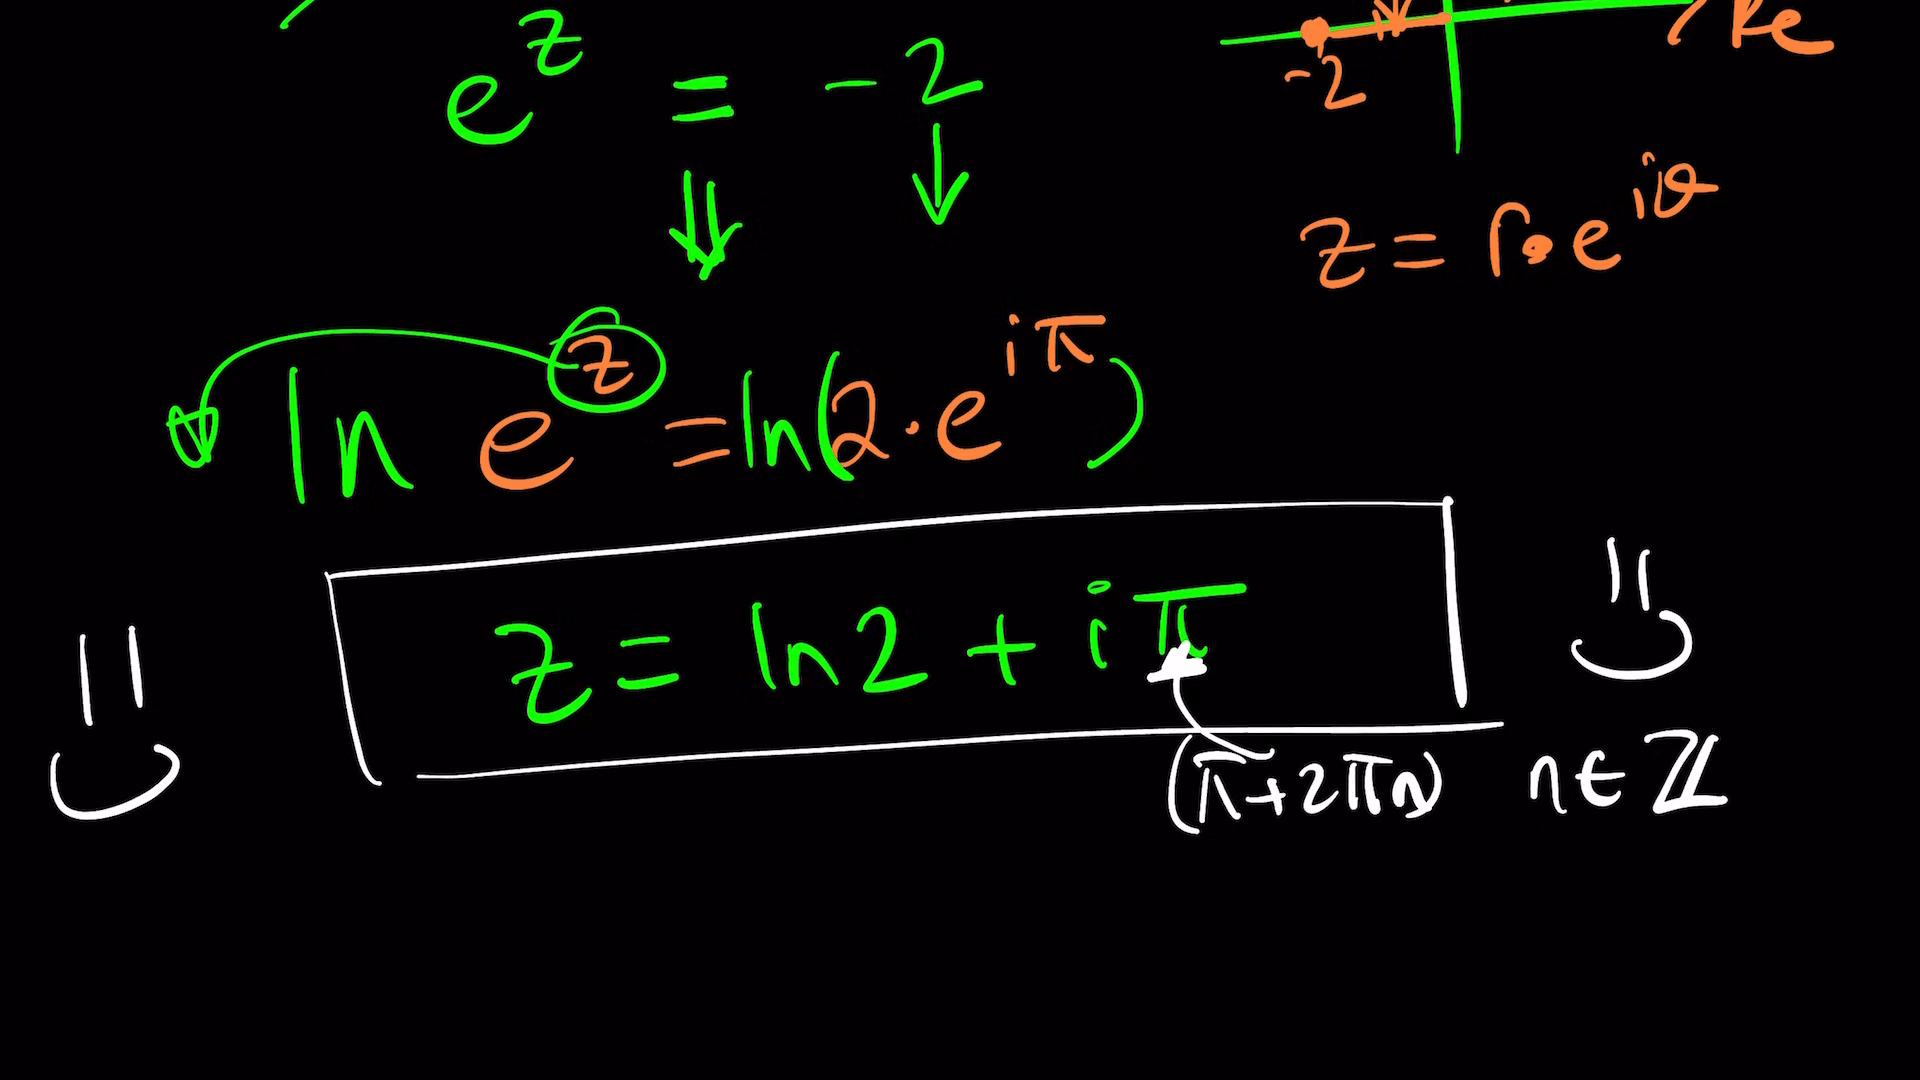 e^z = -2
-2
Re
z = r • e^{iθ}
ln e^z = ln(2 · e^{iπ})
z = ln2 + iπ
(π+2πn) n ∈ ℤ